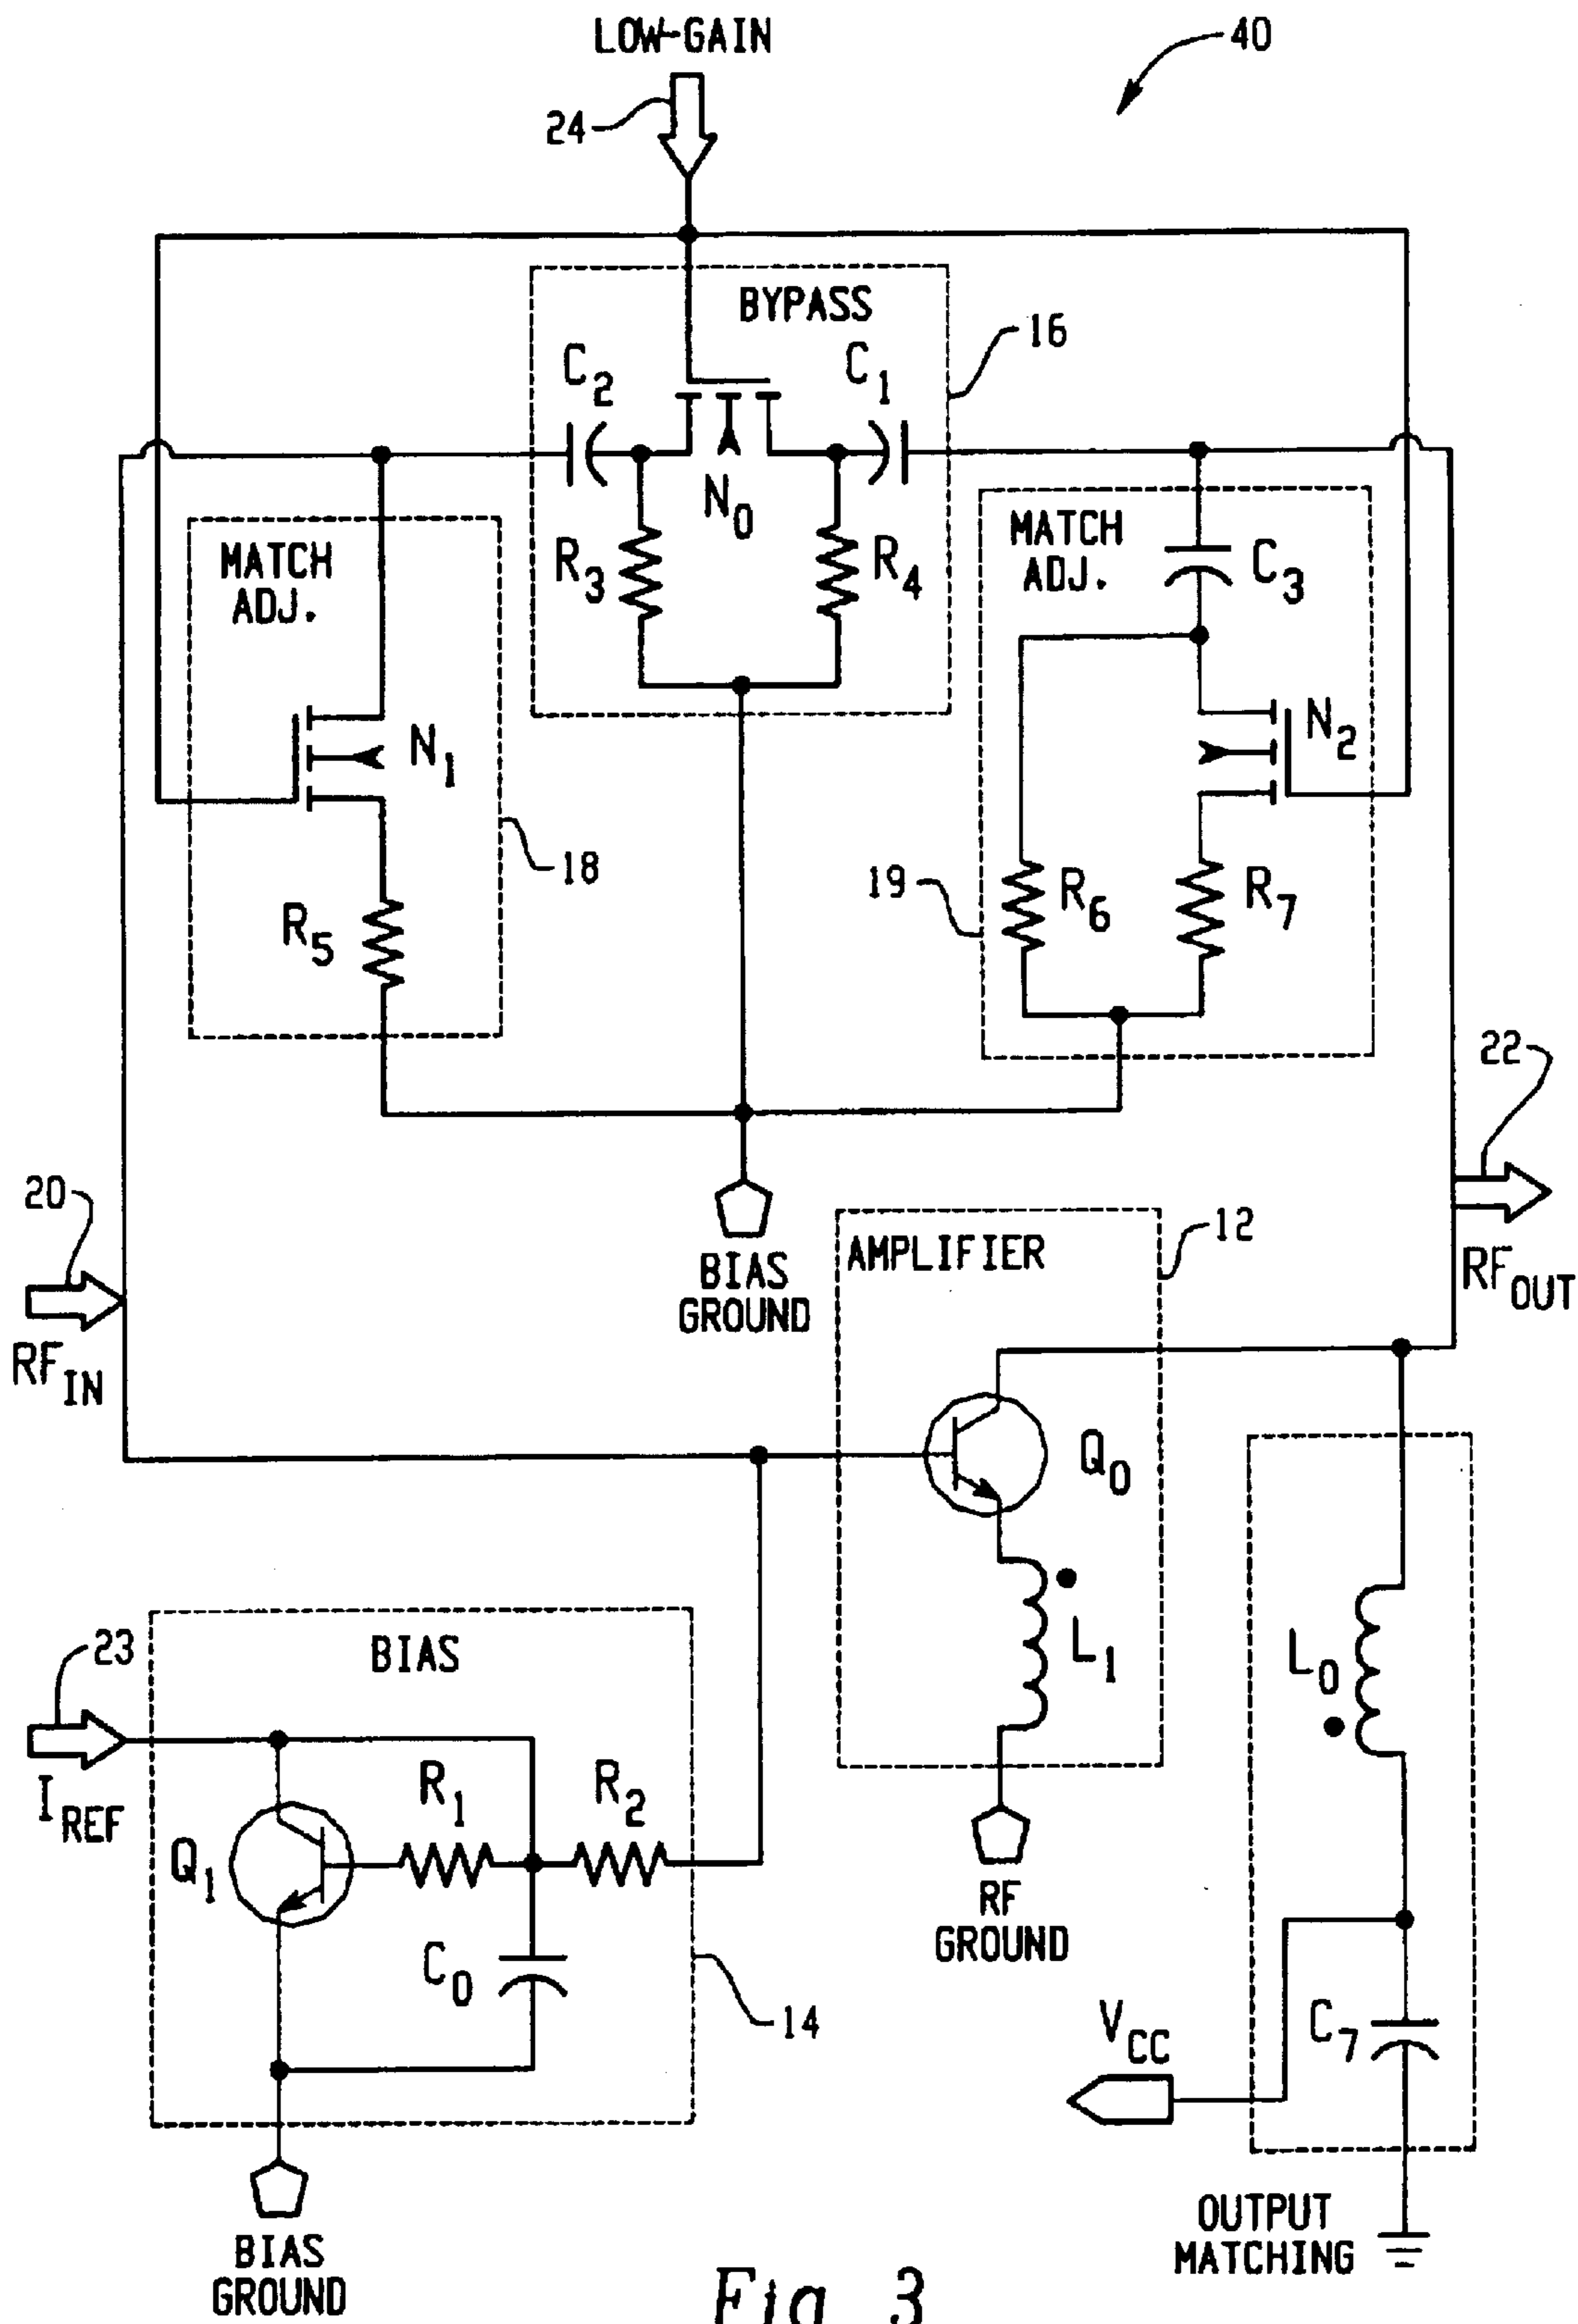 LOW-GAIN
40
24
BYPASS
16
C2
C1
N0
R3
R4
MATCH
ADJ.
N1
18
R5
MATCH
ADJ.
C3
N2
19
R6
R7
22
20
BIAS
GROUND
AMPLIFIER
12
RFOUT
RFIN
Q0
L1
23
BIAS
L0
IREF
R1
R2
Q1
C0
14
RF
GROUND
VCC
C7
BIAS
GROUND
OUTPUT
MATCHING
Fig. 3